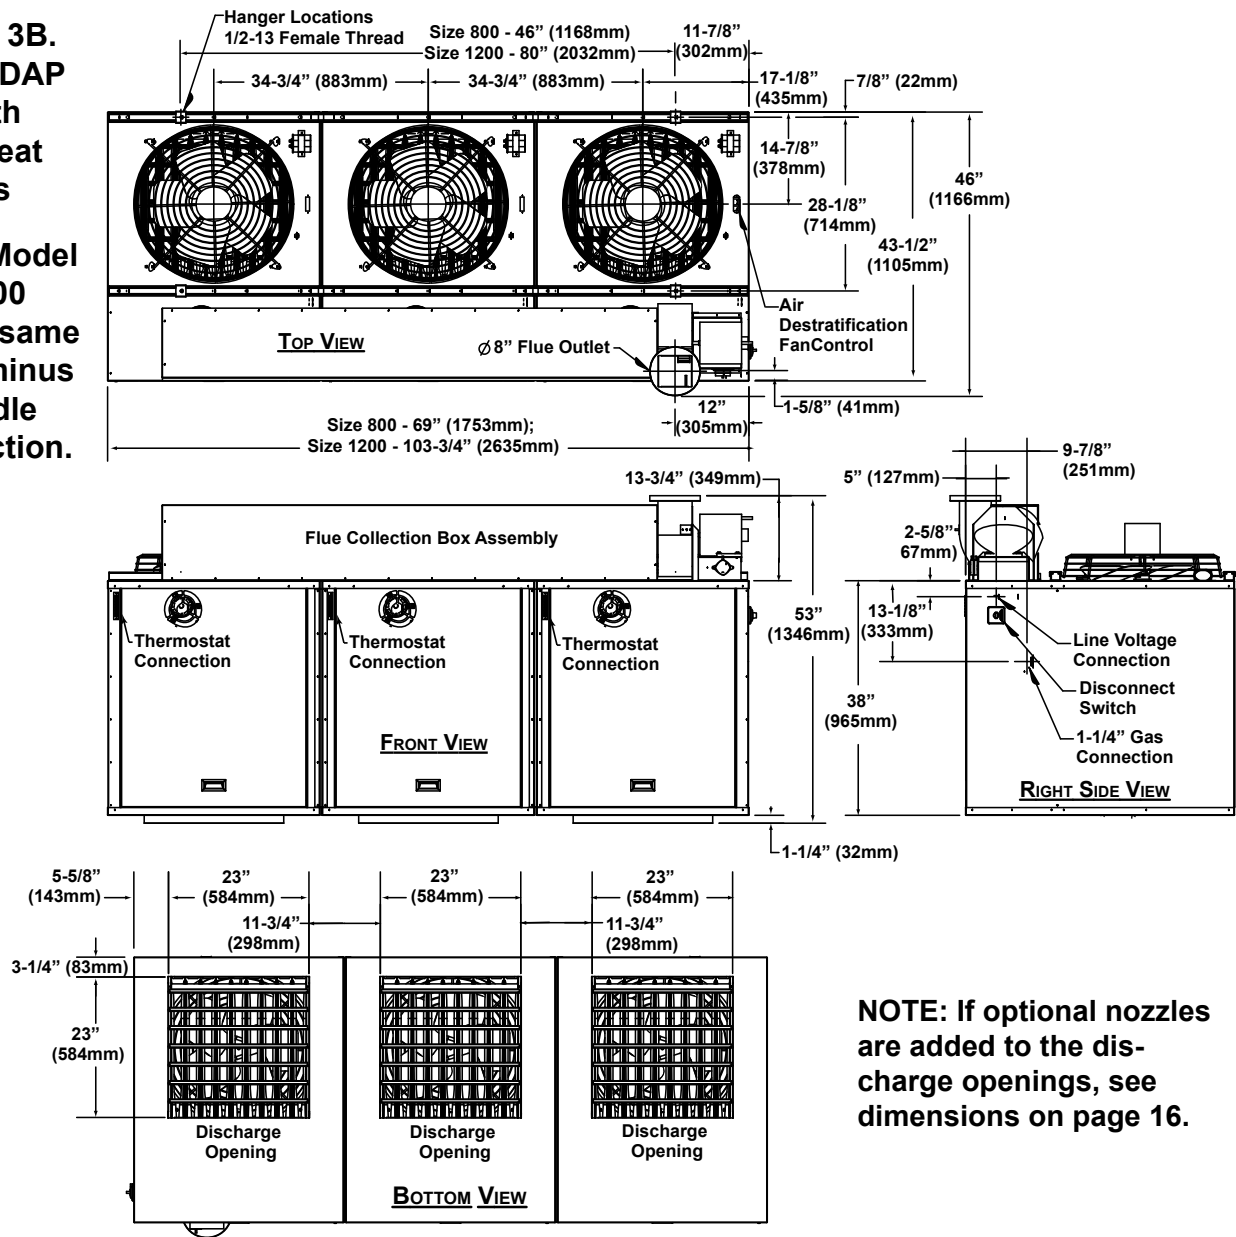 3B.
DAP
th
eat
s
Model
00
same
ninus
dle
ction.
Hanger Locations
1/2-13 Female Thread
Size 800 - 46” (1168mm)
Size 1200 - 80” (2032mm)
11-7/8”
(302mm)
34-3/4” (883mm)
34-3/4” (883mm)
17-1/8”
(435mm)
7/8” (22mm)
14-7/8”
(378mm)
46”
(1166mm)
28-1/8”
(714mm)
43-1/2”
(1105mm)
Air
Destratification
FanControl
TOP VIEW
Ø8” Flue Outlet
1-5/8” (41mm)
12”
(305mm)
Size 800 - 69” (1753mm);
Size 1200 - 103-3/4” (2635mm)
13-3/4” (349mm)
Flue Collection Box Assembly
Thermostat
Connection
Thermostat
Connection
Thermostat
Connection
53”
(1346mm)
FRONT VIEW
38”
(965mm)
1-1/4” (32mm)
9-7/8”
(251mm)
5” (127mm)
2-5/8”
67mm)
13-1/8”
(333mm)
Line Voltage
Connection
Disconnect
Switch
1-1/4” Gas
Connection
RIGHT SIDE VIEW
5-5/8”
(143mm)
23”
(584mm)
23”
(584mm)
23”
(584mm)
11-3/4”
(298mm)
11-3/4”
(298mm)
3-1/4” (83mm)
23”
(584mm)
Discharge
Opening
Discharge
Opening
Discharge
Opening
BOTTOM VIEW
NOTE: If optional nozzles
are added to the dis-
charge openings, see
dimensions on page 16.